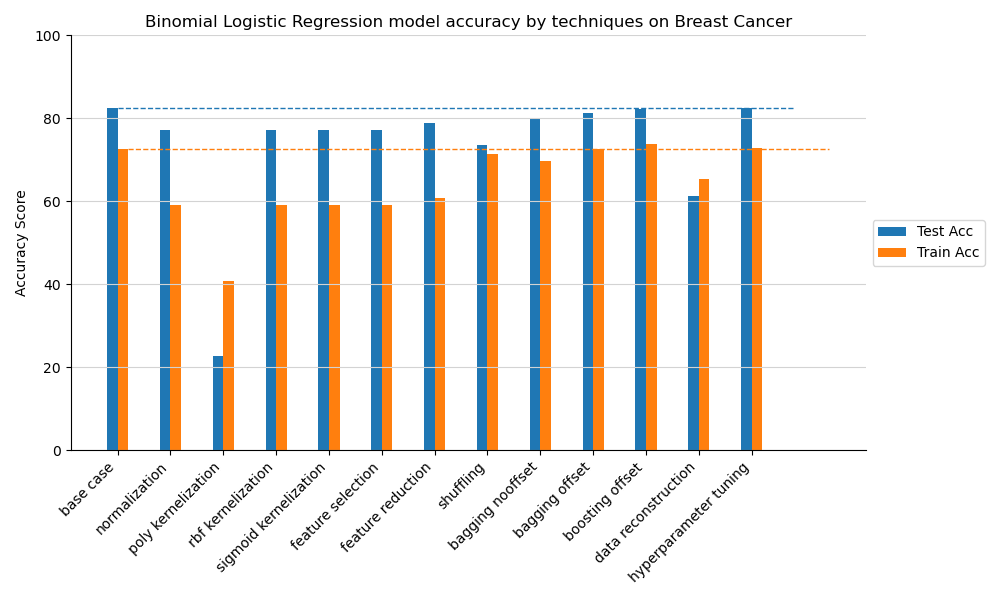 Binomial Logistic Regression model accuracy by techniques on Breast Cancer
Accuracy Score
100
80
60
40
20
0
base case
normalization
poly kernelization
rbf kernelization
sigmoid kernelization
feature selection
feature reduction
shuffling
bagging nooffset
bagging offset
boosting offset
data reconstruction
hyperparameter tuning
Test Acc
Train Acc